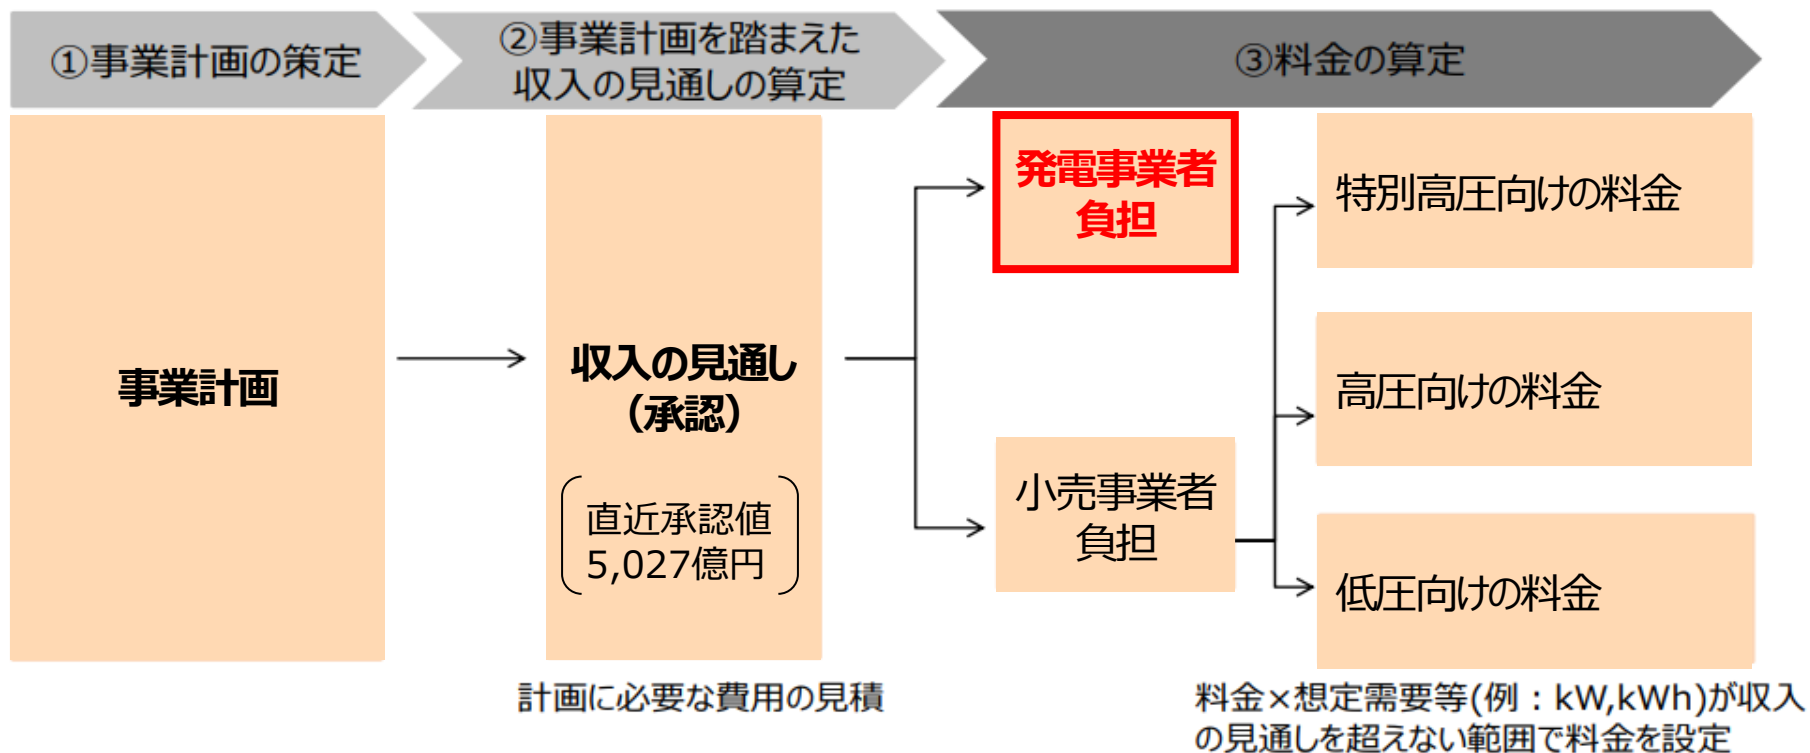 ①事業計画の策定
②事業計画を踏まえた
収入の見通しの算定
③料金の算定
事業計画
収入の見通し
（承認）
直近承認値
5,027億円
計画に必要な費用の見積
発電事業者
負担
小売事業者
負担
特別高圧向けの料金
高圧向けの料金
低圧向けの料金
料金×想定需要等(例：kW,kWh)が収入
の見通しを超えない範囲で料金を設定